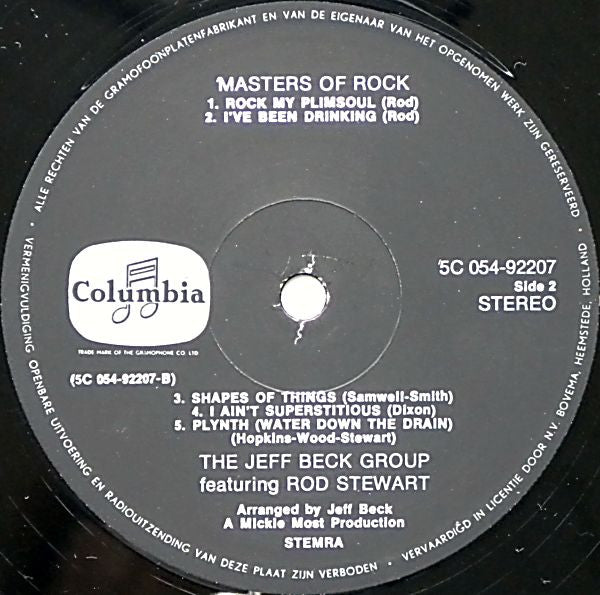 ALLE RECHTEN VAN DE GRAMOFOONPLATENFABRIKANT EN VAN DE EIGENAAR VAN HET OPGENOMEN WERK ZIJN GERESERVEERD
MASTERS OF ROCK
1. ROCK MY PLIMSOUL (Rod)
2. I'VE BEEN DRINKING (Rod)
Columbia
TRADE MARK OF THE GRAMOPHONE CO. LTD
5C 054-92207
Side 2
STEREO
(5C 054-92207-B)
3. SHAPES OF THINGS (Samwell-Smith)
4. I AIN'T SUPERSTITIOUS (Dixon)
5. PLYNTH (WATER DOWN THE DRAIN)
(Hopkins-Wood-Stewart)
THE JEFF BECK GROUP
featuring ROD STEWART
Arranged by Jeff Beck
A Mickie Most Production
STEMRA
VERMENIGVULDIGING OPENBARE UITVOERING EN RADIOUITZENDING VAN DEZE PLAAT ZIJN VERBODEN • VERVAARDIGD IN LICENTIE DOOR N.V. BOVEMA, HEEMSTEDE, HOLLAND •